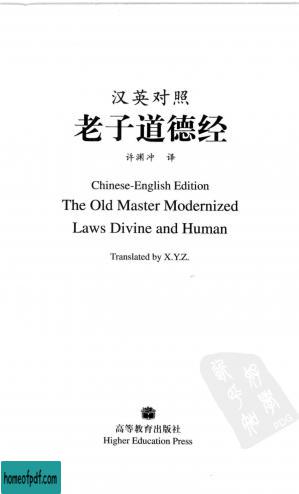 汉英对照
老子道德经
许渊冲 译
Chinese-English Edition
The Old Master Modernized
Laws Divine and Human
Translated by X.Y.Z.
PDG
高等教育出版社
Higher Education Press
homeofpdf.com